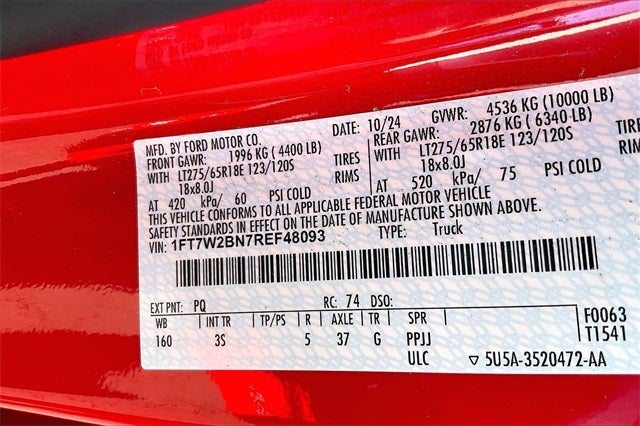 MFD. BY FORD MOTOR CO. DATE: 10/24 GVWR: 4536 KG (10000 LB)
FRONT GAWR: 1996 KG (4400 LB) REAR GAWR: 2876 KG (6340 LB)
WITH LT275/65R18E 123/120S TIRES WITH LT275/65R18E 123/120S TIRES
18x8.0J RIMS 18x8.0J RIMS
AT 420 kPa/ 60 PSI COLD AT 520 kPa/ 75 PSI COLD
THIS VEHICLE CONFORMS TO ALL APPLICABLE FEDERAL MOTOR VEHICLE
SAFETY STANDARDS IN EFFECT ON THE DATE OF MANUFACTURE SHOWN ABOVE.
VIN: 1FT7W2BN7REF48093 TYPE: Truck
EXT PNT: PQ RC: 74 DSO: F0063
WB INT TR TP/PS R AXLE TR SPR T1541
160 3S 5 37 G PPJJ
ULC ▽ 5U5A-3520472-AA